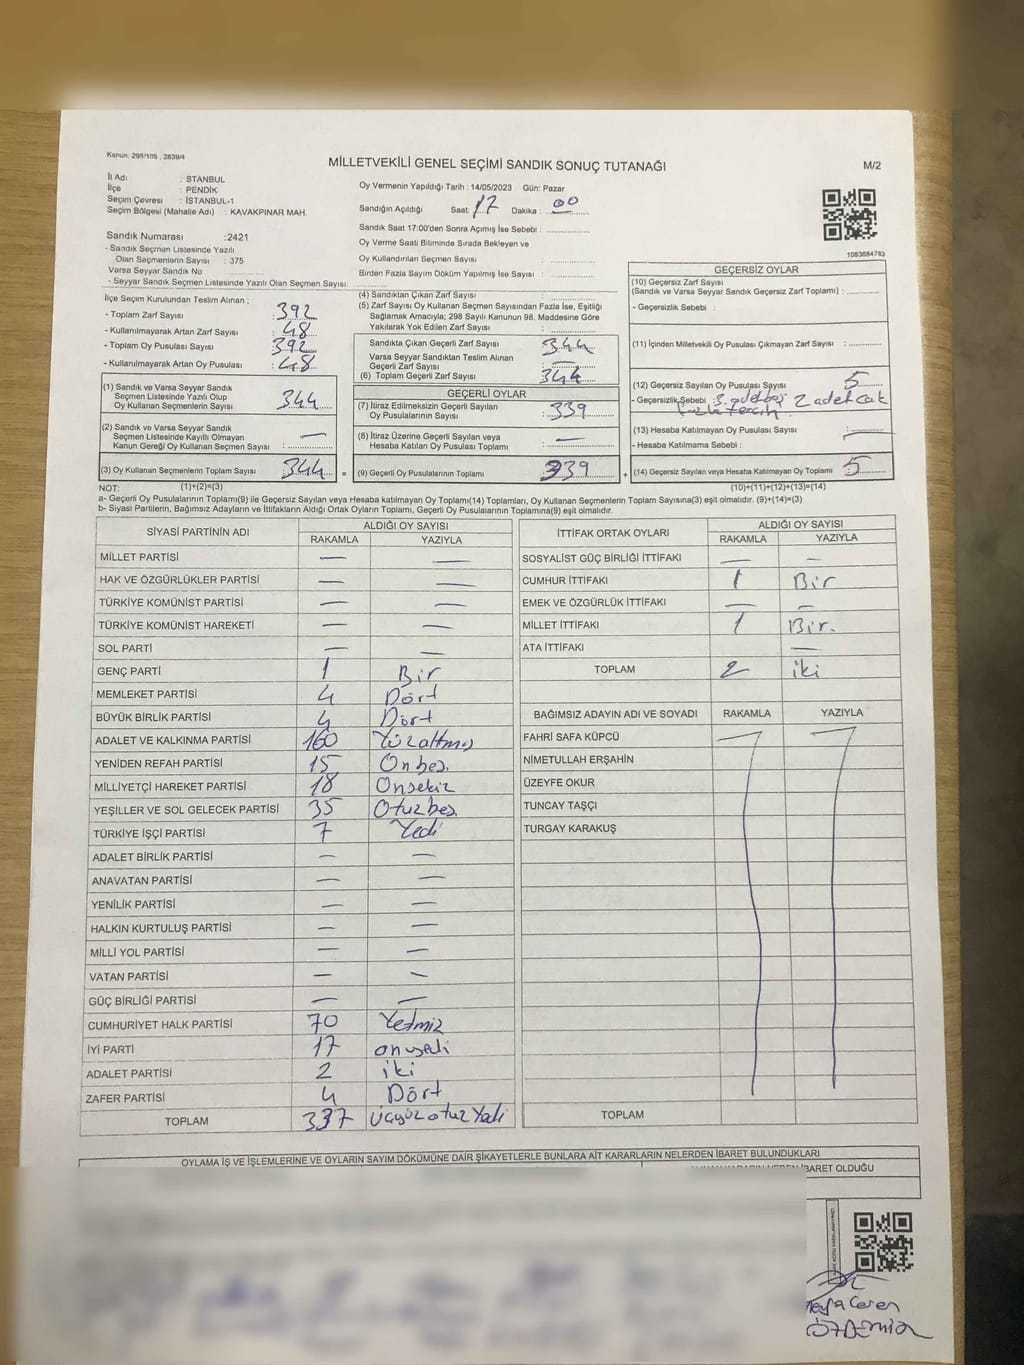 Kanun: 298/105 , 2839/4
MİLLETVEKİLİ GENEL SEÇİMİ SANDIK SONUÇ TUTANAĞI
M/2
İl Adı : İSTANBUL
İlçe : PENDİK
Seçim Çevresi : İSTANBUL-1
Seçim Bölgesi (Mahalle Adı) : KAVAKPINAR MAH.
Oy Vermenin Yapıldığı Tarih : 14/05/2023 Gün: Pazar
Sandığın Açıldığı Saat: 17 Dakika : 00
Sandık Saat 17:00'den Sonra Açımış İse Sebebi :
Oy Verme Saati Bitiminde Sırada Bekleyen ve
Oy Kullandırılan Seçmen Sayısı :
Birden Fazla Sayım Döküm Yapılmış İse Sayısı :
1083684783
Sandık Numarası :2421
- Sandık Seçmen Listesinde Yazılı
Olan Seçmenlerin Sayısı : 375
Varsa Seyyar Sandık No
- Seyyar Sandık Seçmen Listesinde Yazılı Olan Seçmen Sayısı:
İlçe Seçim Kurulundan Teslim Alınan ;
- Toplam Zarf Sayısı : 392
- Kullanılmayarak Artan Zarf Sayısı : 48
- Toplam Oy Pusulası Sayısı : 392
- Kullanılmayarak Artan Oy Pusulası : 48
(1) Sandık ve Varsa Seyyar Sandık
Seçmen Listesinde Yazılı Olup
Oy Kullanan Seçmenlerin Sayısı : 344
(2) Sandık ve Varsa Seyyar Sandık
Seçmen Listesinde Kayıtlı Olmayan
Kanun Gereği Oy Kullanan Seçmen Sayısı : —
(3) Oy Kullanan Seçmenlerin Toplam Sayısı : 344 =
(4) Sandıktan Çıkan Zarf Sayısı :
(5) Zarf Sayısı Oy Kullanan Seçmen Sayısından Fazla İse, Eşitliği
Sağlamak Amacıyla; 298 Sayılı Kanunun 98. Maddesine Göre
Yakılarak Yok Edilen Zarf Sayısı :
Sandıkta Çıkan Geçerli Zarf Sayısı 344
Varsa Seyyar Sandıktan Teslim Alınan
Geçerli Zarf Sayısı : —
(6) Toplam Geçerli Zarf Sayısı : 344
GEÇERLİ OYLAR
(7) İtiraz Edilmeksizin Geçerli Sayılan
Oy Pusulalarının Sayısı : 339
(8) İtiraz Üzerine Geçerli Sayılan veya
Hesaba Katılan Oy Pusulası Toplamı : —
(9) Geçerli Oy Pusulalarının Toplamı : 339 +
GEÇERSİZ OYLAR
(10) Geçersiz Zarf Sayısı
(Sandık ve Varsa Seyyar Sandık Geçersiz Zarf Toplamı) :
- Geçersizlik Sebebi :
(11) İçinden Milletvekili Oy Pusulası Çıkmayan Zarf Sayısı :
(12) Geçersiz Sayılan Oy Pusulası Sayısı : 5
- Geçersizlik Sebebi : 3 adet boş 2 adet çok
fazla tercih
(13) Hesaba Katılmayan Oy Pusulası Sayısı : —
- Hesaba Katılmama Sebebi :
(14) Geçersiz Sayılan veya Hesaba Katılmayan Oy Toplamı : 5
NOT: (1)+(2)=(3) (10)+(11)+(12)+(13)=(14)
a- Geçerli Oy Pusulalarının Toplamı(9) ile Geçersiz Sayılan veya Hesaba katılmayan Oy Toplamı(14) Toplamları, Oy Kullanan Seçmenlerin Toplam Sayısına(3) eşit olmalıdır. (9)+(14)=(3)
b- Siyasi Partilerin, Bağımsız Adayların ve İttifakların Aldığı Ortak Oyların Toplamı, Geçerli Oy Pusulalarının Toplamına(9) eşit olmalıdır.
SİYASİ PARTİNİN ADI ALDIĞI OY SAYISI
RAKAMLA YAZIYLA
MİLLET PARTİSİ — —
HAK VE ÖZGÜRLÜKLER PARTİSİ — —
TÜRKİYE KOMÜNİST PARTİSİ — —
TÜRKİYE KOMÜNİST HAREKETİ — —
SOL PARTİ — —
GENÇ PARTİ 1 Bir
MEMLEKET PARTİSİ 4 Dört
BÜYÜK BİRLİK PARTİSİ 4 Dört
ADALET VE KALKINMA PARTİSİ 160 Yüzaltmış
YENİDEN REFAH PARTİSİ 15 Onbeş.
MİLLİYETÇİ HAREKET PARTİSİ 18 Onsekiz
YEŞİLLER VE SOL GELECEK PARTİSİ 35 Otuzbeş.
TÜRKİYE İŞÇİ PARTİSİ 7 Yedi
ADALET BİRLİK PARTİSİ — —
ANAVATAN PARTİSİ — —
YENİLİK PARTİSİ — —
HALKIN KURTULUŞ PARTİSİ — —
MİLLİ YOL PARTİSİ — —
VATAN PARTİSİ — —
GÜÇ BİRLİĞİ PARTİSİ — —
CUMHURİYET HALK PARTİSİ 70 Yetmiz
İYİ PARTİ 17 onyedi
ADALET PARTİSİ 2 iki
ZAFER PARTİSİ 4 Dört
TOPLAM 337 Üçyüz otuz Yedi
İTTİFAK ORTAK OYLARI ALDIĞI OY SAYISI
RAKAMLA YAZIYLA
SOSYALİST GÜÇ BİRLİĞİ İTTİFAKI — —
CUMHUR İTTİFAKI 1 Bir
EMEK VE ÖZGÜRLÜK İTTİFAKI — —
MİLLET İTTİFAKI 1 Bir.
ATA İTTİFAKI —
TOPLAM 2 iki
BAĞIMSIZ ADAYIN ADI VE SOYADI RAKAMLA YAZIYLA
FAHRİ SAFA KÜPCÜ
NİMETULLAH ERŞAHİN
ÜZEYFE OKUR
TUNCAY TAŞÇI
TURGAY KARAKUŞ
TOPLAM
OYLAMA İŞ VE İŞLEMLERİNE VE OYLARIN SAYIM DÖKÜMÜNE DAİR ŞİKAYETLERLE BUNLARA AİT KARARLARIN NELERDEN İBARET BULUNDUKLARI
İBARET OLDUĞU
Ceren
ÖZDEMİR